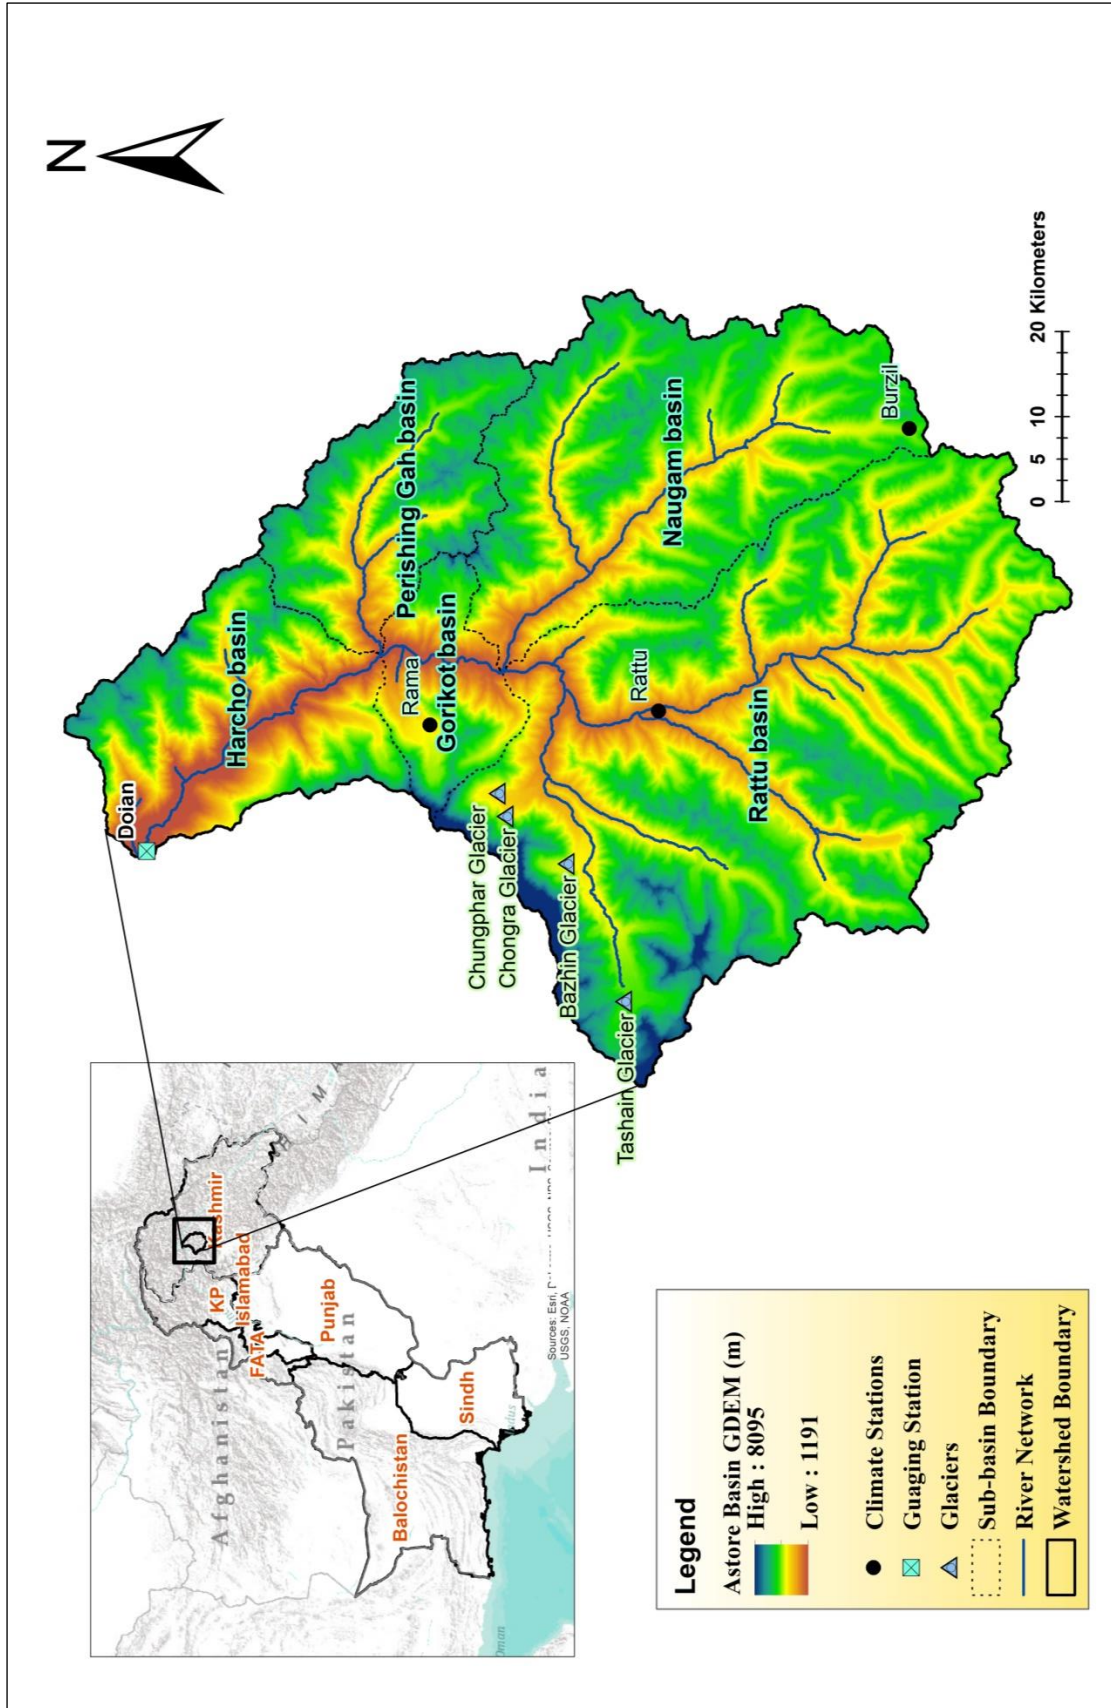 N
Doian
Harcho basin
Perishing Gah basin
Rama
Gorikot basin
Chungphar Glacier
Chongra Glacier
Bazhin Glacier
Tashain Glacier
Naugam basin
Rattu
Rattu basin
Burzil
0 5 10 20 Kilometers
Afghanistan
KP
Kashmir
Islamabad
FATA
Punjab
Pakistan
Balochistan
Sindh
India
H I M
Sources: Esri,
USGS, NOAA
Legend
Astore Basin GDEM (m)
High : 8095
Low : 1191
Climate Stations
Guaging Station
Glaciers
Sub-basin Boundary
River Network
Watershed Boundary